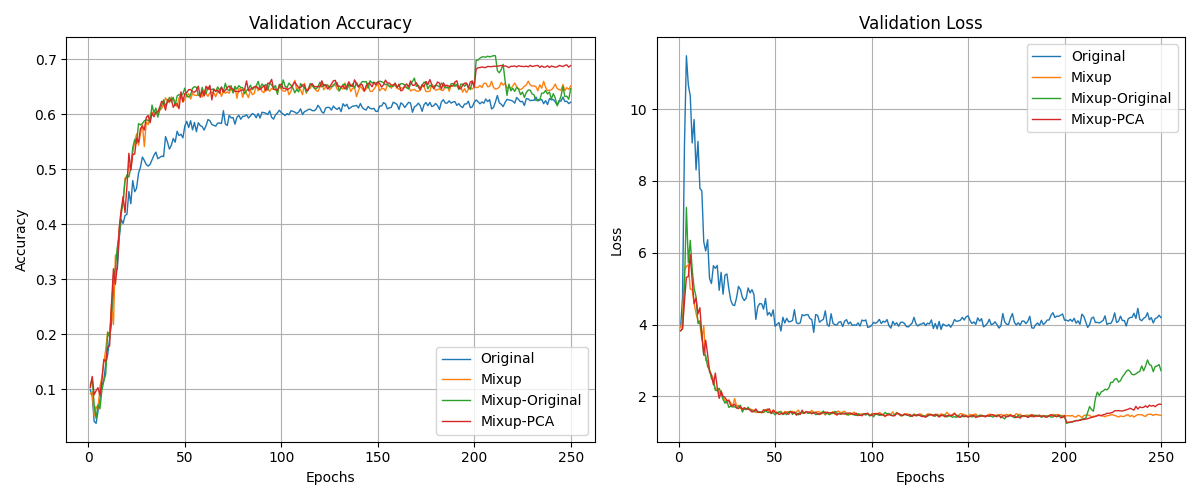 Validation Accuracy
0.7
0.6
0.5
0.4
0.3
0.2
0.1
Accuracy
0
50
100
150
200
250
Epochs
Original
Mixup
Mixup-Original
Mixup-PCA
Validation Loss
10
8
6
4
2
Loss
0
50
100
150
200
250
Epochs
Original
Mixup
Mixup-Original
Mixup-PCA